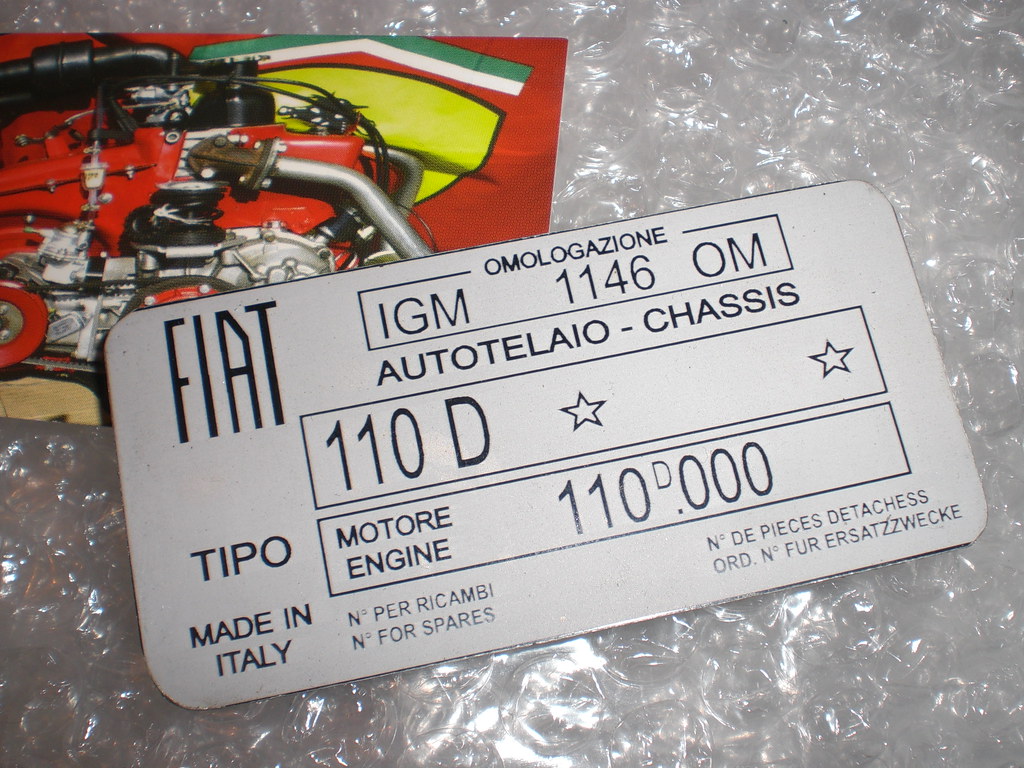 FIAT
OMOLOGAZIONE
IGM 1146 OM
AUTOTELAIO - CHASSIS
110 D ☆ ☆
TIPO
MOTORE
ENGINE
110D.000
MADE IN
ITALY
N° PER RICAMBI
N° FOR SPARES
N° DE PIECES DETACHESS
ORD. N° FUR ERSATZZWECKE